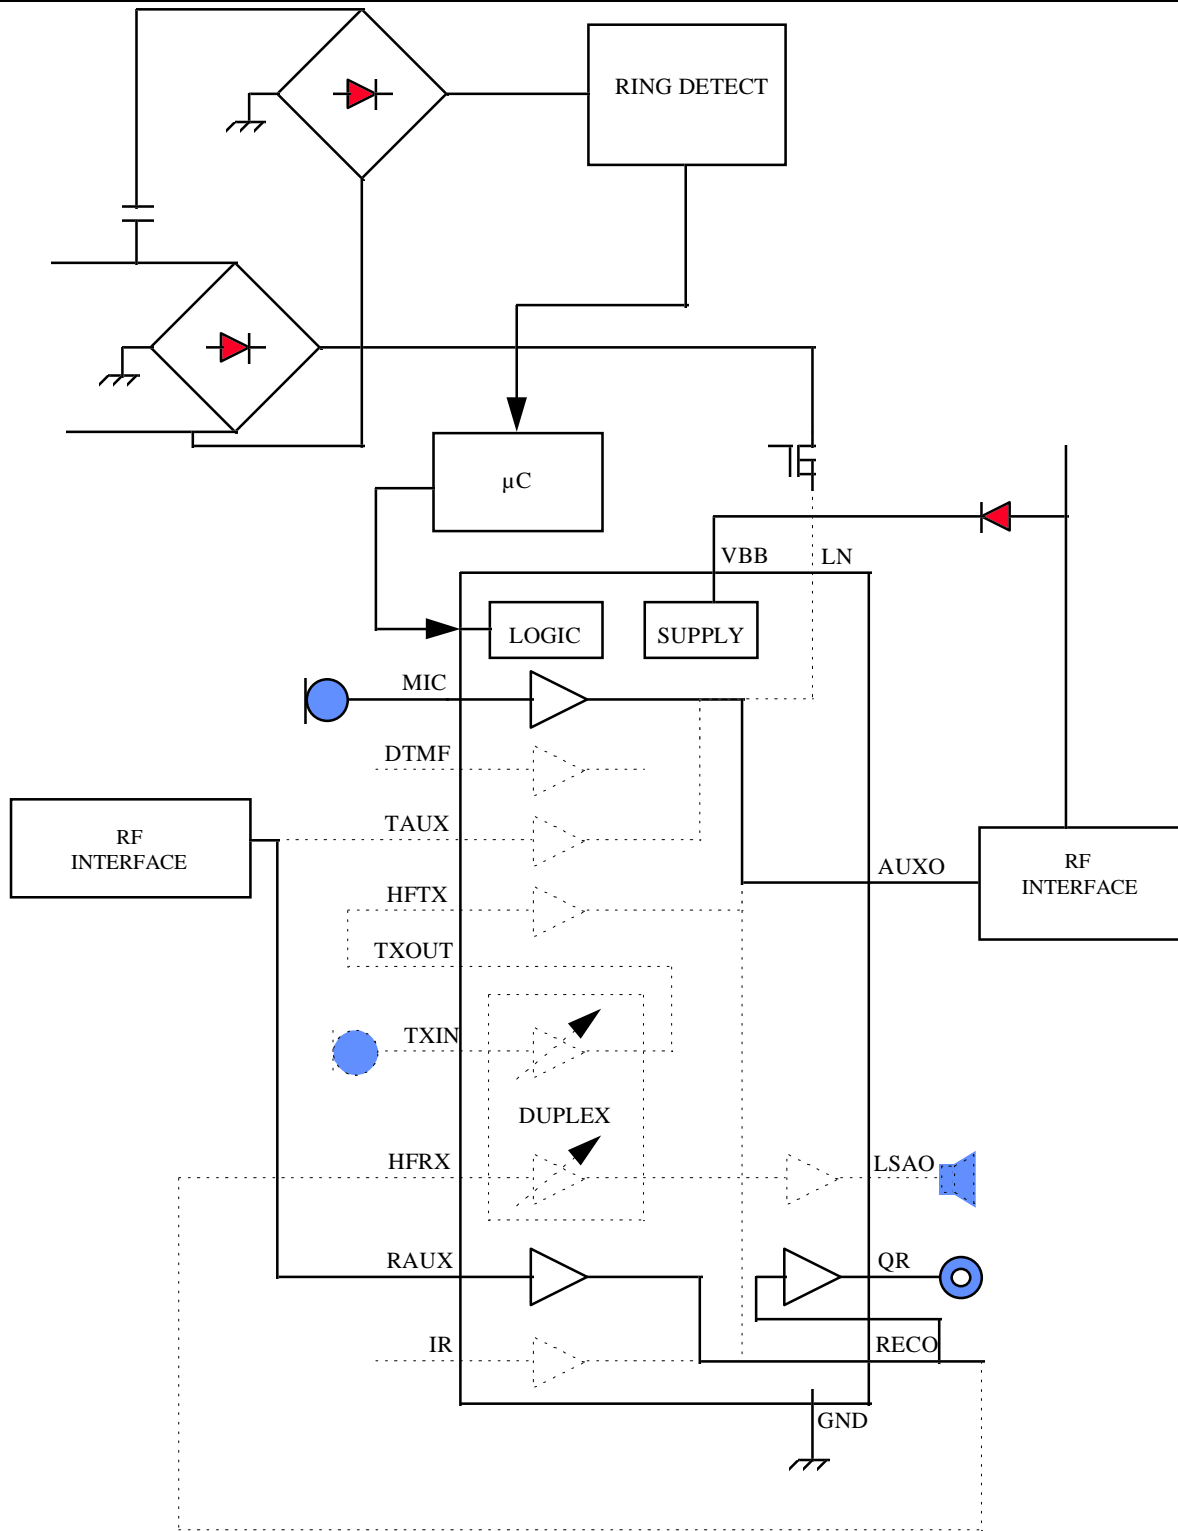 RING DETECT
µC
VBB
LN
LOGIC
SUPPLY
MIC
DTMF
TAUX
RF
INTERFACE
RF
INTERFACE
AUXO
HFTX
TXOUT
TXIN
DUPLEX
HFRX
LSAO
RAUX
QR
IR
RECO
GND